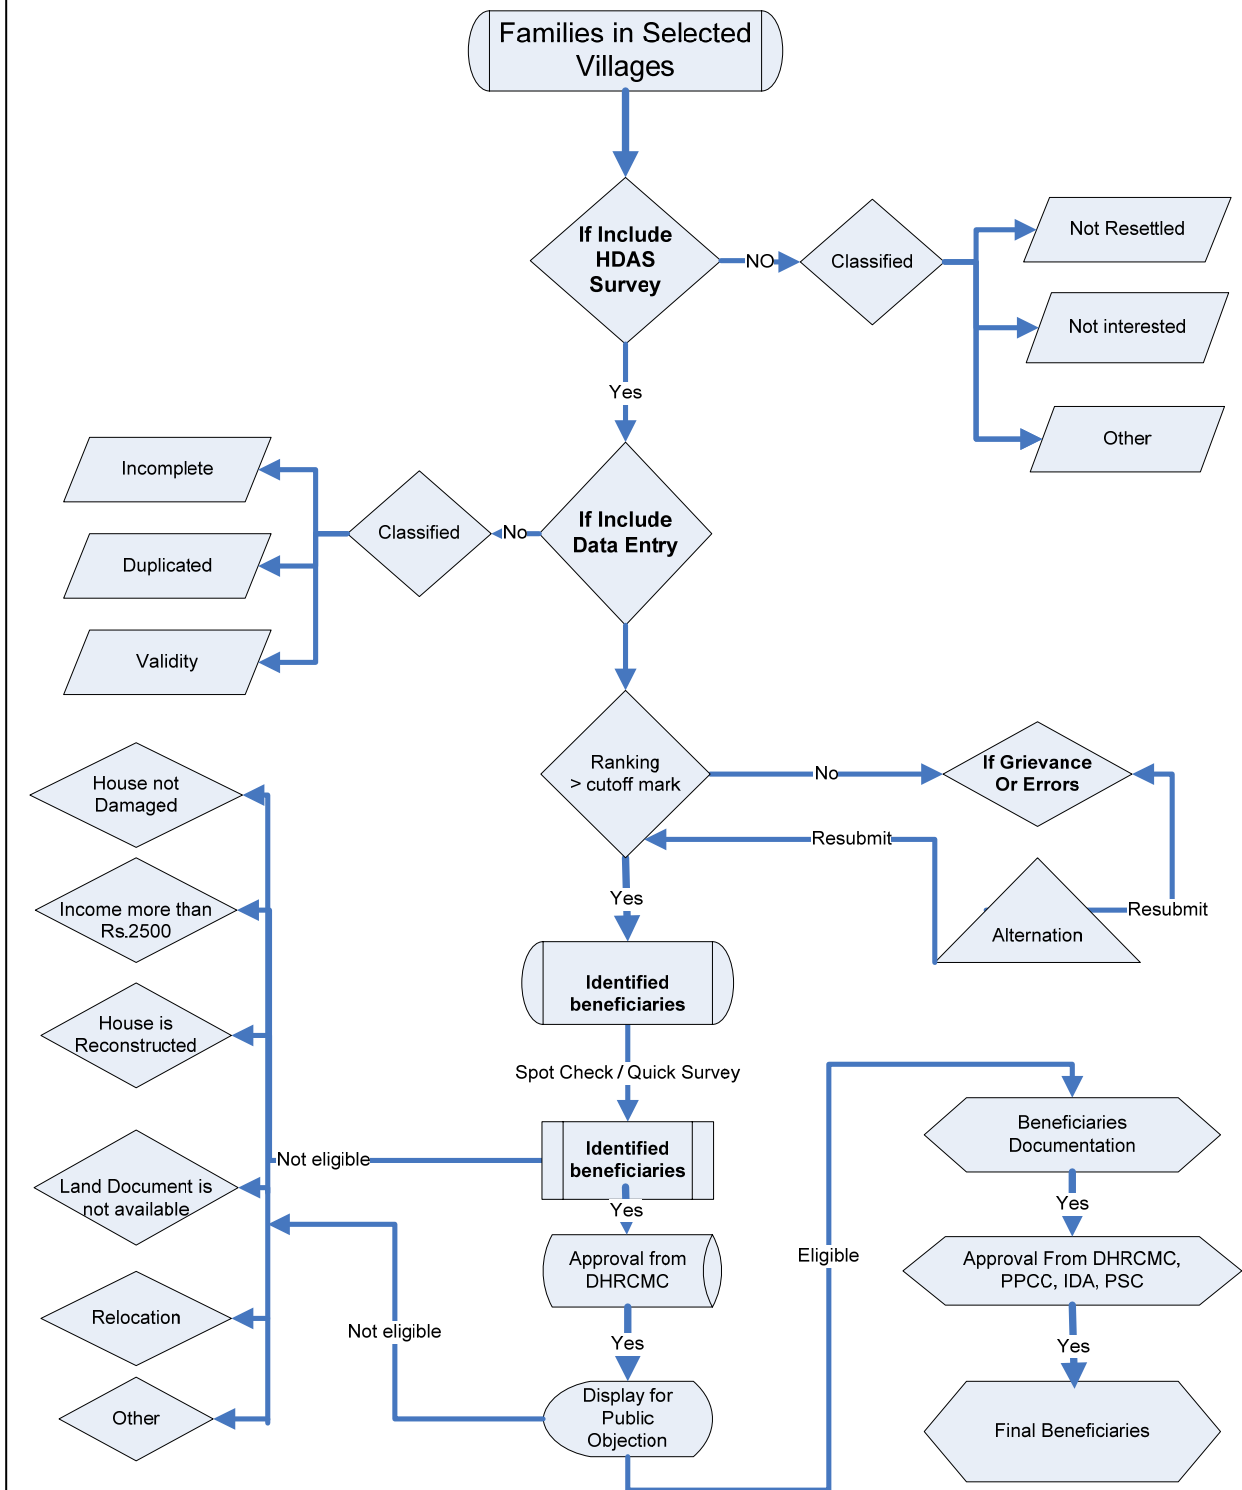 Families in Selected
Villages
If Include
HDAS
Survey
NO
Classified
Not Resettled
Not interested
Other
Yes
If Include
Data Entry
No
Classified
Incomplete
Duplicated
Validity
Ranking
> cutoff mark
No
If Grievance
Or Errors
Resubmit
Alternation
Resubmit
Yes
Identified
beneficiaries
Spot Check / Quick Survey
Identified
beneficiaries
Not eligible
House not
Damaged
Income more than
Rs.2500
House is
Reconstructed
Land Document is
not available
Relocation
Other
Yes
Approval from
DHRCMC
Yes
Display for
Public
Objection
Not eligible
Eligible
Beneficiaries
Documentation
Yes
Approval From DHRCMC,
PPCC, IDA, PSC
Yes
Final Beneficiaries